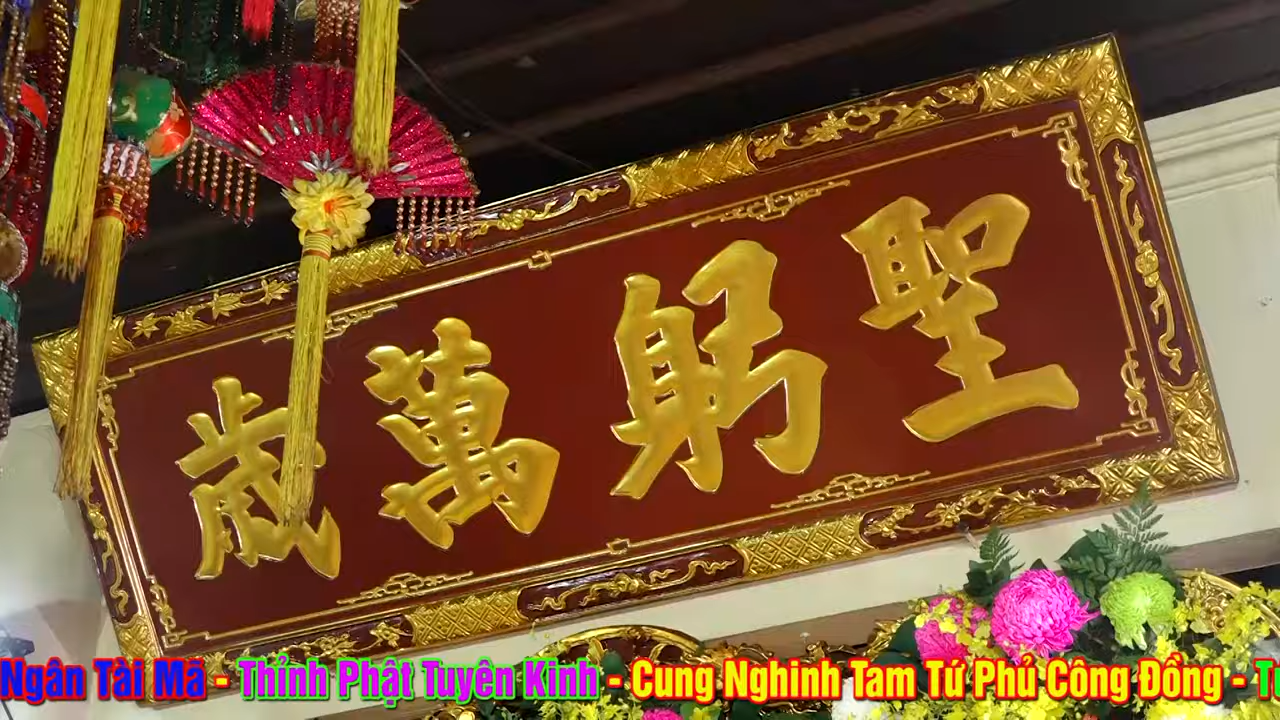 聖躬萬歲
Ngân Tài Mã - Thỉnh Phật Tuyên Kinh - Cung Nghinh Tam Tứ Phủ Công Đồng -